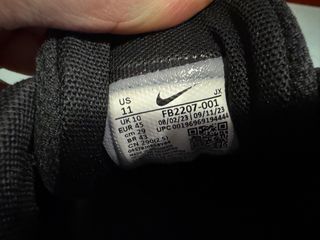 US
11
JX
UK 10
FB2207-001
EUR 45
08/02/23 09/11/23
cm 29
UPC 00196969194444
BR 43
CN 290(2.5)